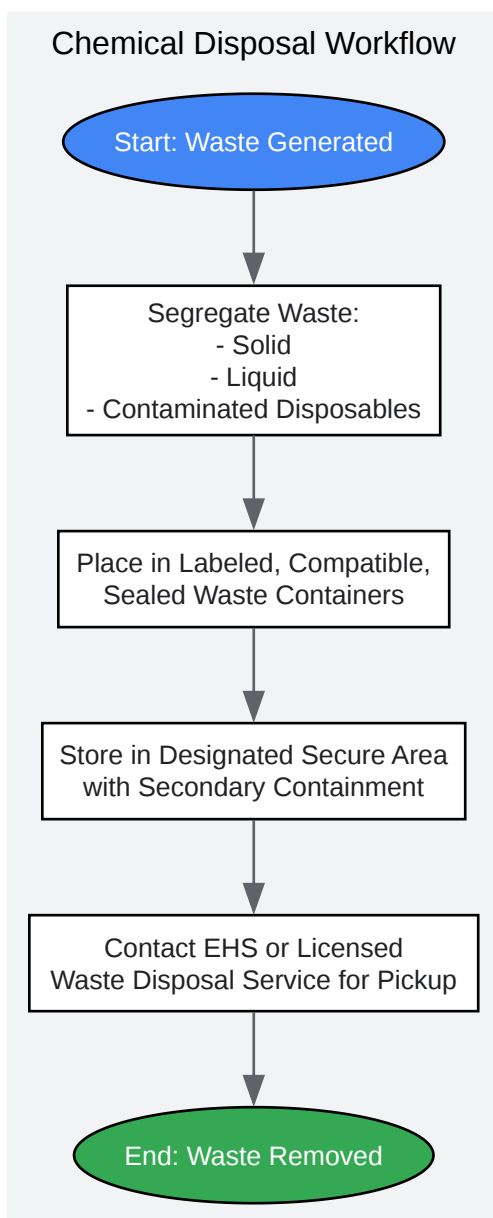 Chemical Disposal Workflow
Start: Waste Generated
Segregate Waste:
- Solid
- Liquid
- Contaminated Disposables
Place in Labeled, Compatible,
Sealed Waste Containers
Store in Designated Secure Area
with Secondary Containment
Contact EHS or Licensed
Waste Disposal Service for Pickup
End: Waste Removed